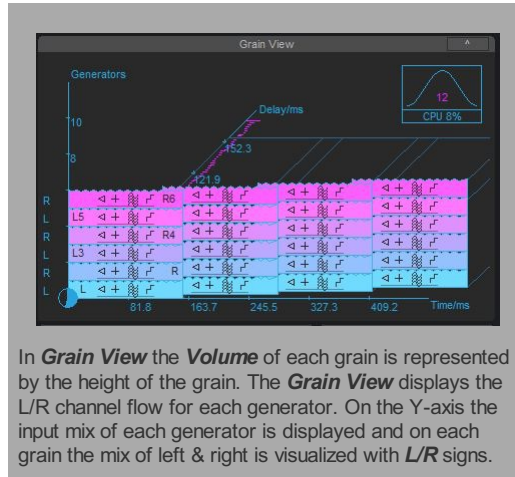 Grain View ^
Generators
Delay/ms
12
CPU 8%
10
152.3
8
121.9
R R6
L L5
R R4
L L3
R R
L L
81.8 163.7 245.5 327.3 409.2 Time/ms
In Grain View the Volume of each grain is represented
by the height of the grain. The Grain View displays the
L/R channel flow for each generator. On the Y-axis the
input mix of each generator is displayed and on each
grain the mix of left & right is visualized with L/R signs.